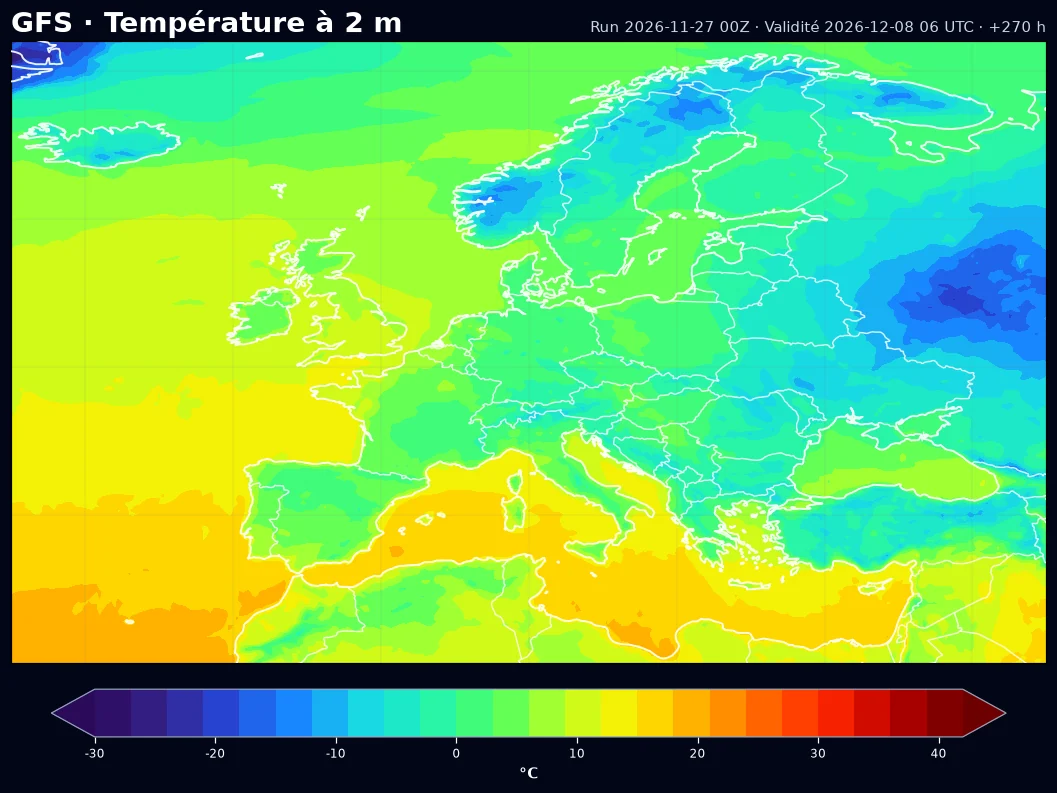 GFS · Température à 2 m
Run 2026-11-27 00Z · Validité 2026-12-08 06 UTC · +270 h
-30 -20 -10 0 10 20 30 40
°C